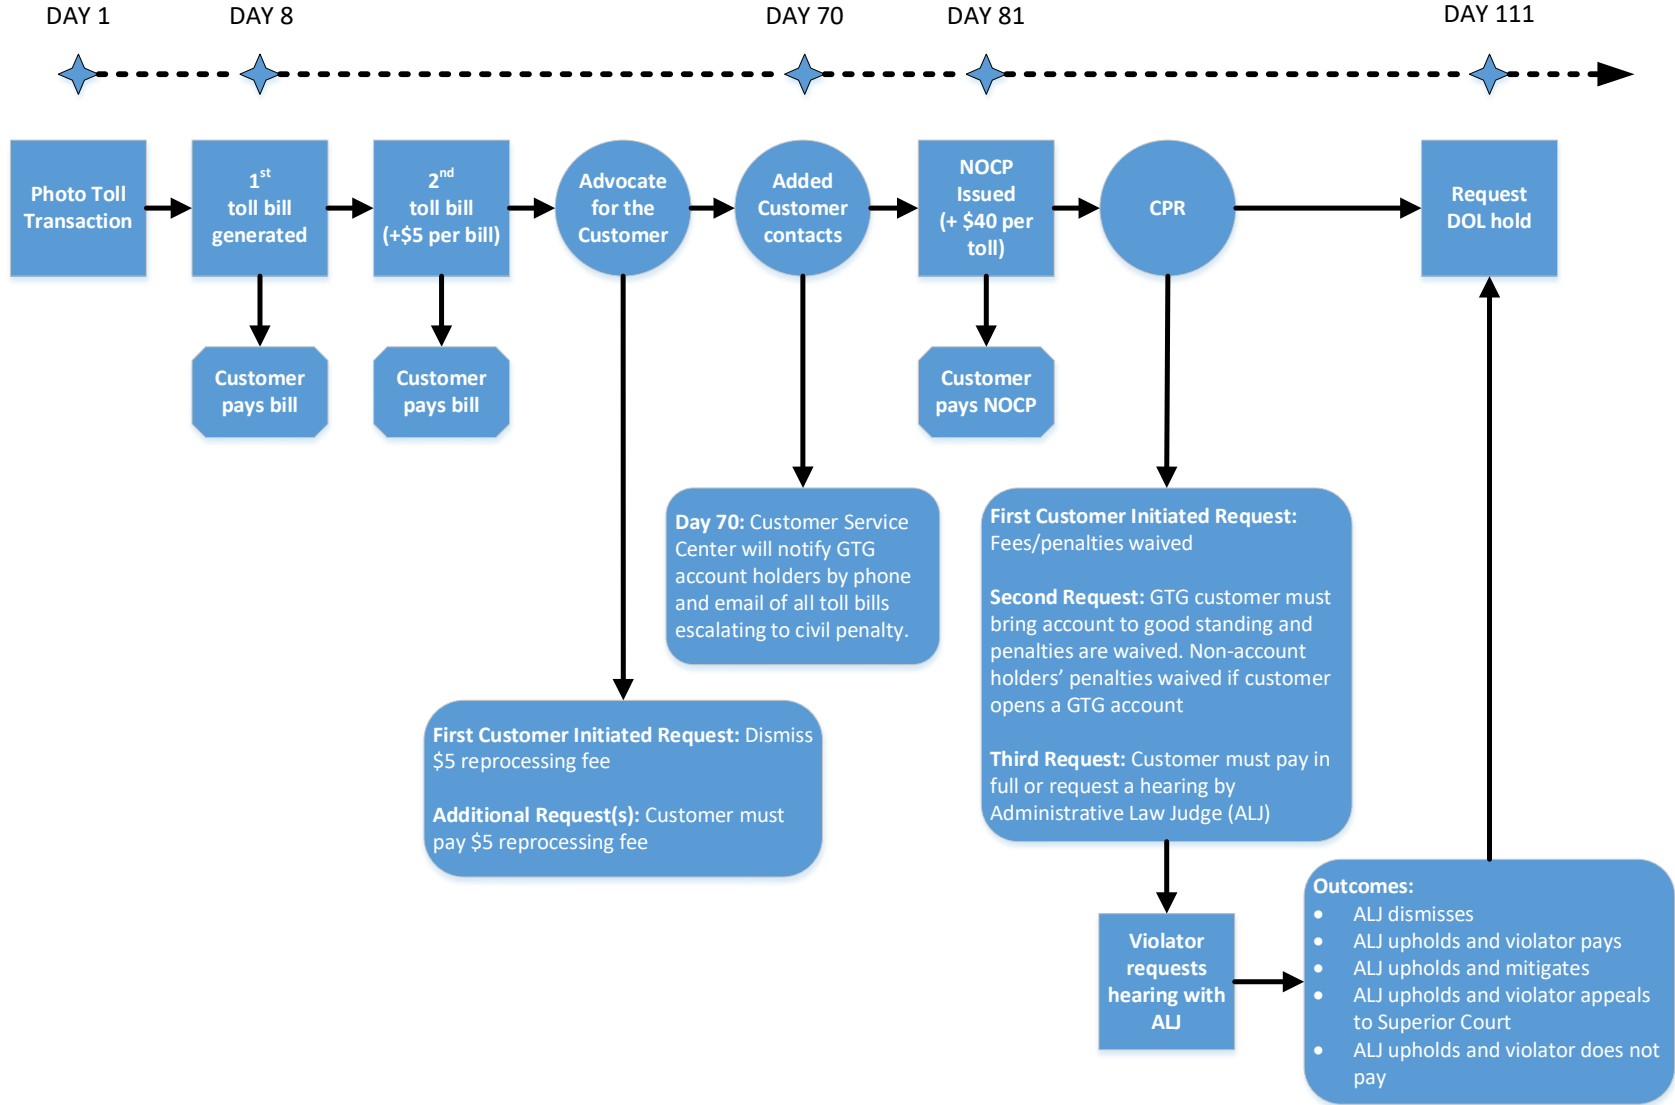 DAY 1
DAY 8
DAY 70
DAY 81
DAY 111
Photo Toll
Transaction
1st
toll bill
generated
2nd
toll bill
(+$5 per bill)
Advocate
for the
Customer
Added
Customer
contacts
NOCP
Issued
(+ $40 per
toll)
CPR
Request
DOL hold
Customer
pays bill
Customer
pays bill
Customer
pays NOCP
Day 70: Customer Service
Center will notify GTG
account holders by phone
and email of all toll bills
escalating to civil penalty.
First Customer Initiated Request:
Fees/penalties waived
Second Request: GTG customer must
bring account to good standing and
penalties are waived. Non-account
holders’ penalties waived if customer
opens a GTG account
Third Request: Customer must pay in
full or request a hearing by
Administrative Law Judge (ALJ)
First Customer Initiated Request: Dismiss
$5 reprocessing fee
Additional Request(s): Customer must
pay $5 reprocessing fee
Violator
requests
hearing with
ALJ
Outcomes:
• ALJ dismisses
• ALJ upholds and violator pays
• ALJ upholds and mitigates
• ALJ upholds and violator appeals
to Superior Court
• ALJ upholds and violator does not
pay